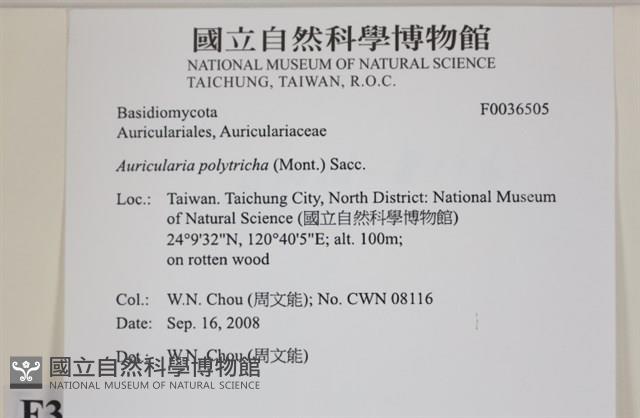 國立自然科學博物館
NATIONAL MUSEUM OF NATURAL SCIENCE
TAICHUNG, TAIWAN, R.O.C.
Basidiomycota F0036505
Auriculariales, Auriculariaceae
Auricularia polytricha (Mont.) Sacc.
Loc.: Taiwan. Taichung City, North District: National Museum
of Natural Science (國立自然科學博物館)
24°9'32"N, 120°40'5"E; alt. 100m;
on rotten wood
Col.: W.N. Chou (周文能); No. CWN 08116
Date: Sep. 16, 2008
Det.: W.N. Chou (周文能)
國立自然科學博物館
NATIONAL MUSEUM OF NATURAL SCIENCE